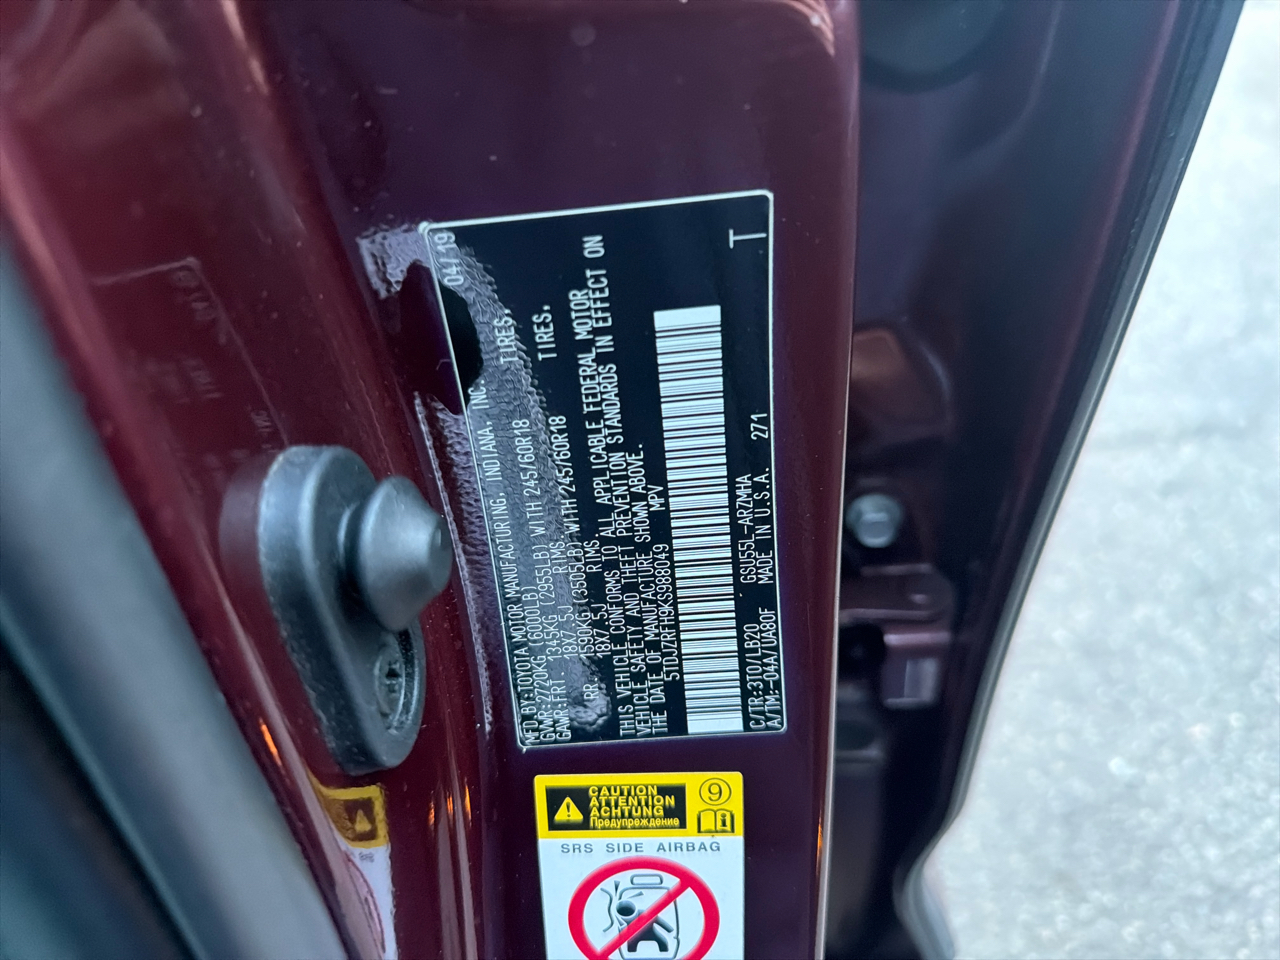 MFD.BY:TOYOTA MOTOR MANUFACTURING, INDIANA, INC. 04/19
GVWR:2720KG (6000LB)
GAWR:FRT. 1345KG (2955LB) WITH 245/60R18 TIRES,
18X7.5J RIMS,
RR. 1590KG (3505LB) WITH 245/60R18 TIRES,
18X7.5J RIMS.
THIS VEHICLE CONFORMS TO ALL APPLICABLE FEDERAL MOTOR
VEHICLE SAFETY AND THEFT PREVENTION STANDARDS IN EFFECT ON
THE DATE OF MANUFACTURE SHOWN ABOVE.
5TDJZRFH9KS988049 MPV
C/TR:3T0/LB20 GSU55L-ARZMHA T
A/TM:-04A/UA80F MADE IN U.S.A. 271
CAUTION
ATTENTION
ACHTUNG
Предупреждение
9
SRS SIDE AIRBAG